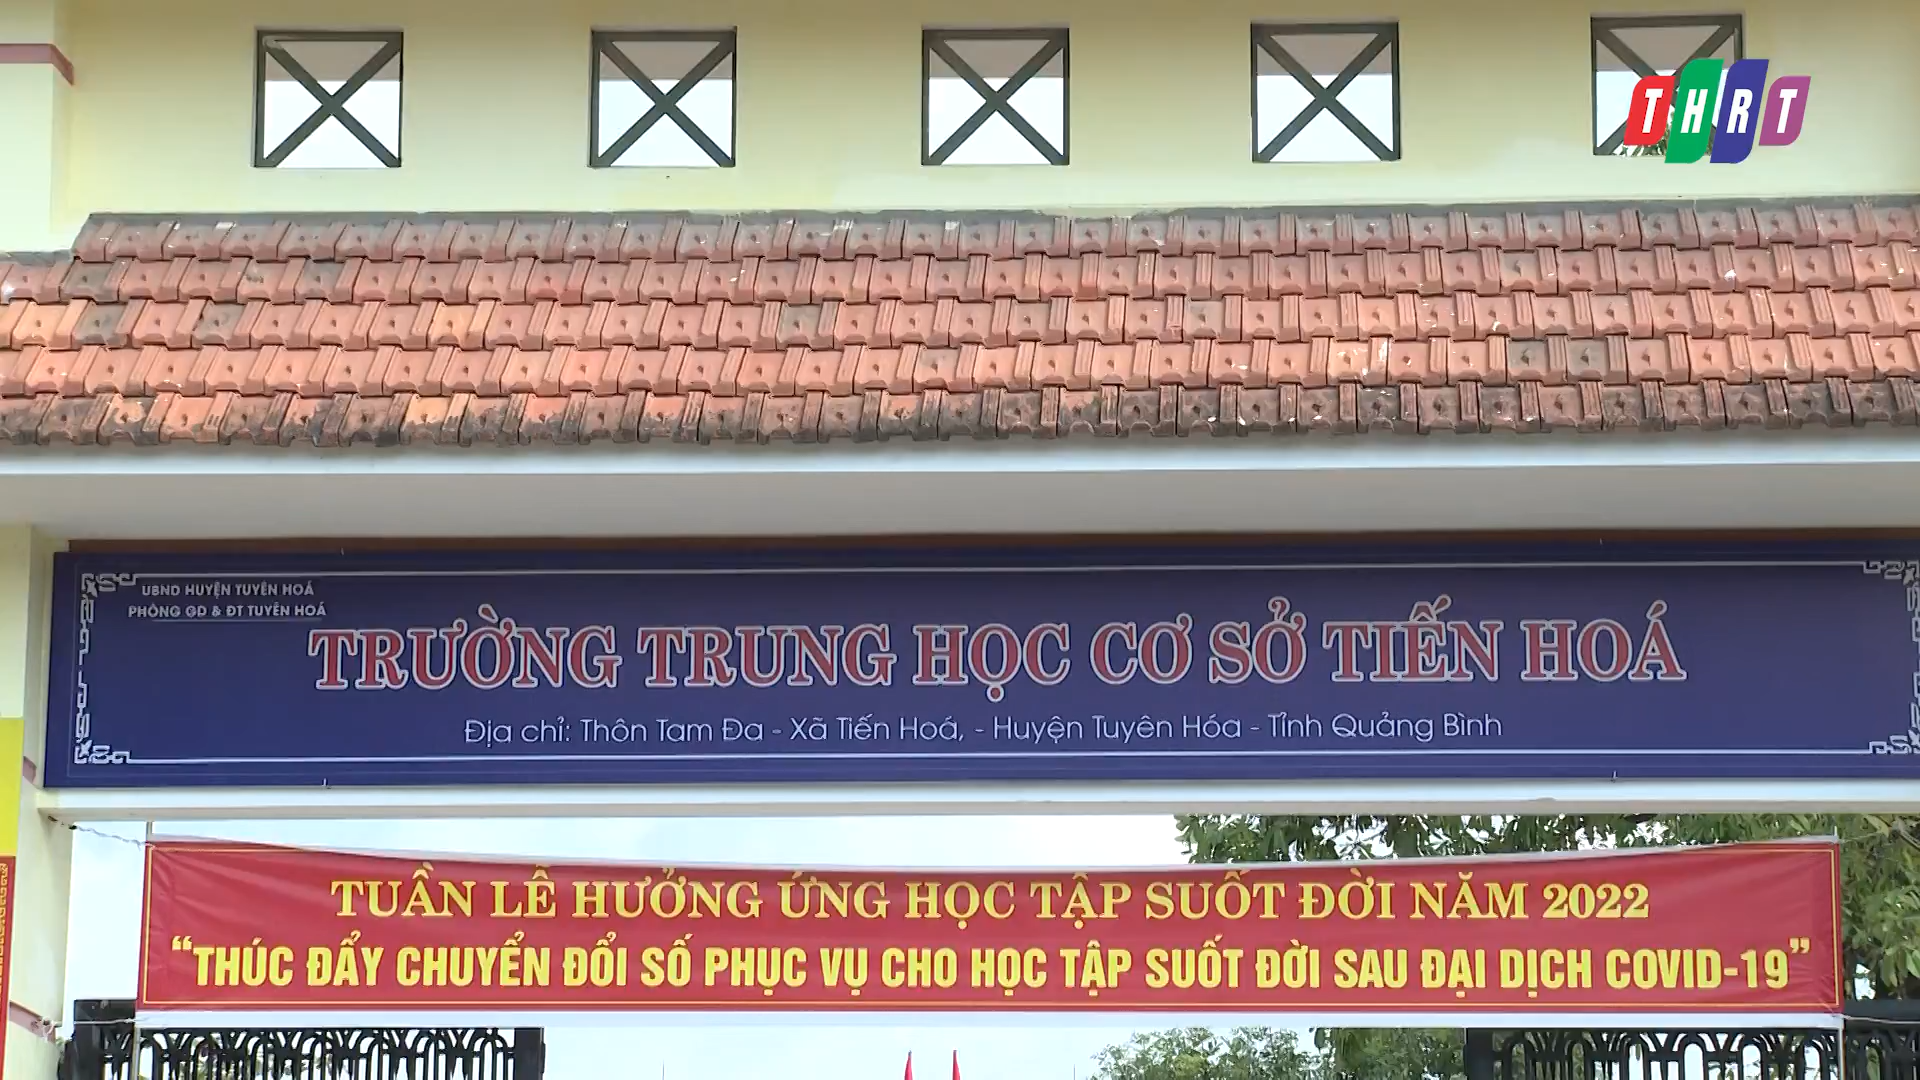 THRT
UBND HUYỆN TUYÊN HOÁ
PHÒNG GD & ĐT TUYÊN HOÁ
TRƯỜNG TRUNG HỌC CƠ SỞ TIẾN HOÁ
Địa chỉ: Thôn Tam Đa - Xã Tiến Hoá, - Huyện Tuyên Hóa - Tỉnh Quảng Bình
TUẦN LỄ HƯỞNG ỨNG HỌC TẬP SUỐT ĐỜI NĂM 2022
“THÚC ĐẨY CHUYỂN ĐỔI SỐ PHỤC VỤ CHO HỌC TẬP SUỐT ĐỜI SAU ĐẠI DỊCH COVID-19”